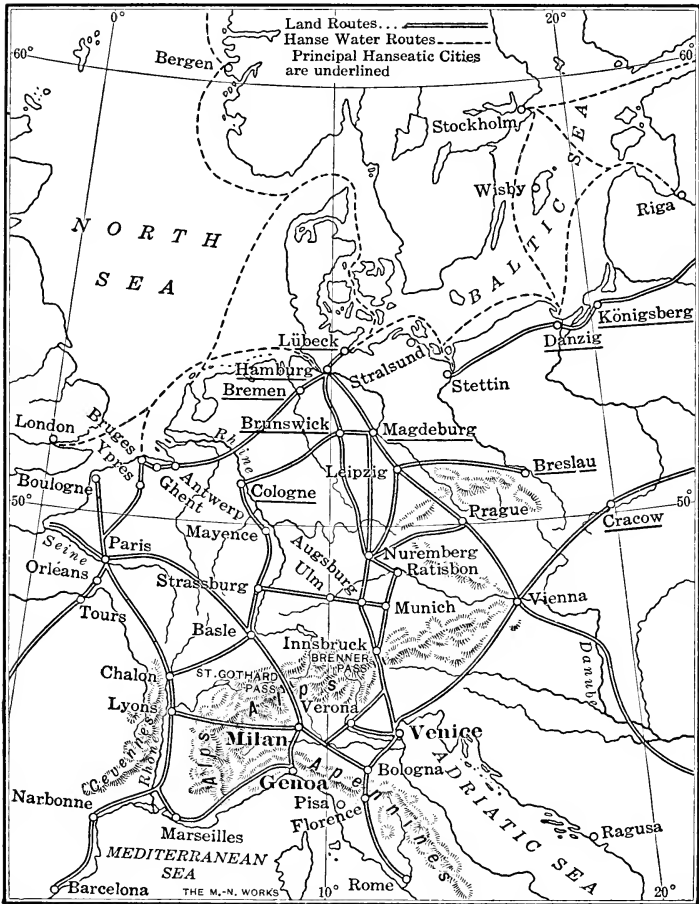 Land Routes....
Hanse Water Routes
Principal Hanseatic Cities
are underlined
60°
0°
20°
60°
Bergen
Stockholm
Wisby
Riga
NORTH
SEA
BALTIC SEA
Königsberg
Danzig
Lübeck
Hamburg
Stralsund
Stettin
Bremen
London
Bruges
Ypres
Rhine
Brunswick
Magdeburg
Boulogne
Antwerp
Ghent
Cologne
Leipzig
Breslau
50°
50°
Prague
Cracow
Seine
Paris
Mayence
Nuremberg
Ratisbon
Orléans
Augsburg
Ulm
Strassburg
Tours
Munich
Vienna
Basle
Innsbruck
BRENNER
PASS
Danube
Chalon
ST. GOTHARD
PASS
Alps
Lyons
Verona
Venice
Milan
Cevennes
Rhône
Alps
Genoa
Apennines
Bologna
ADRIATIC SEA
Narbonne
Pisa
Florence
Marseilles
Ragusa
MEDITERRANEAN
SEA
Barcelona
THE M.-N. WORKS
10°
Rome
20°